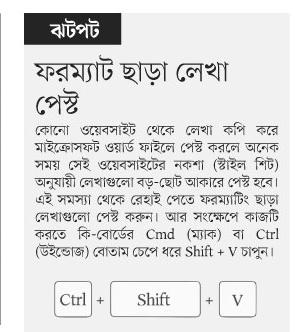 ঝটপট
ফরম্যাট ছাড়া লেখা
পেস্ট
কোনো ওয়েবসাইট থেকে লেখা কপি করে
মাইক্রোসফট ওয়ার্ড ফাইলে পেস্ট করলে অনেক
সময় সেই ওয়েবসাইটের নকশা (স্টাইল শিট)
অনুযায়ী লেখাগুলো বড়-ছোট আকারে পেস্ট হবে।
এই সমস্যা থেকে রেহাই পেতে ফরম্যাটিং ছাড়া
লেখাগুলো পেস্ট করুন। আর সংক্ষেপে কাজটি
করতে কি-বোর্ডের Cmd (ম্যাক) বা Ctrl
(উইন্ডোজ) বোতাম চেপে ধরে Shift + V চাপুন।
Ctrl + Shift + V